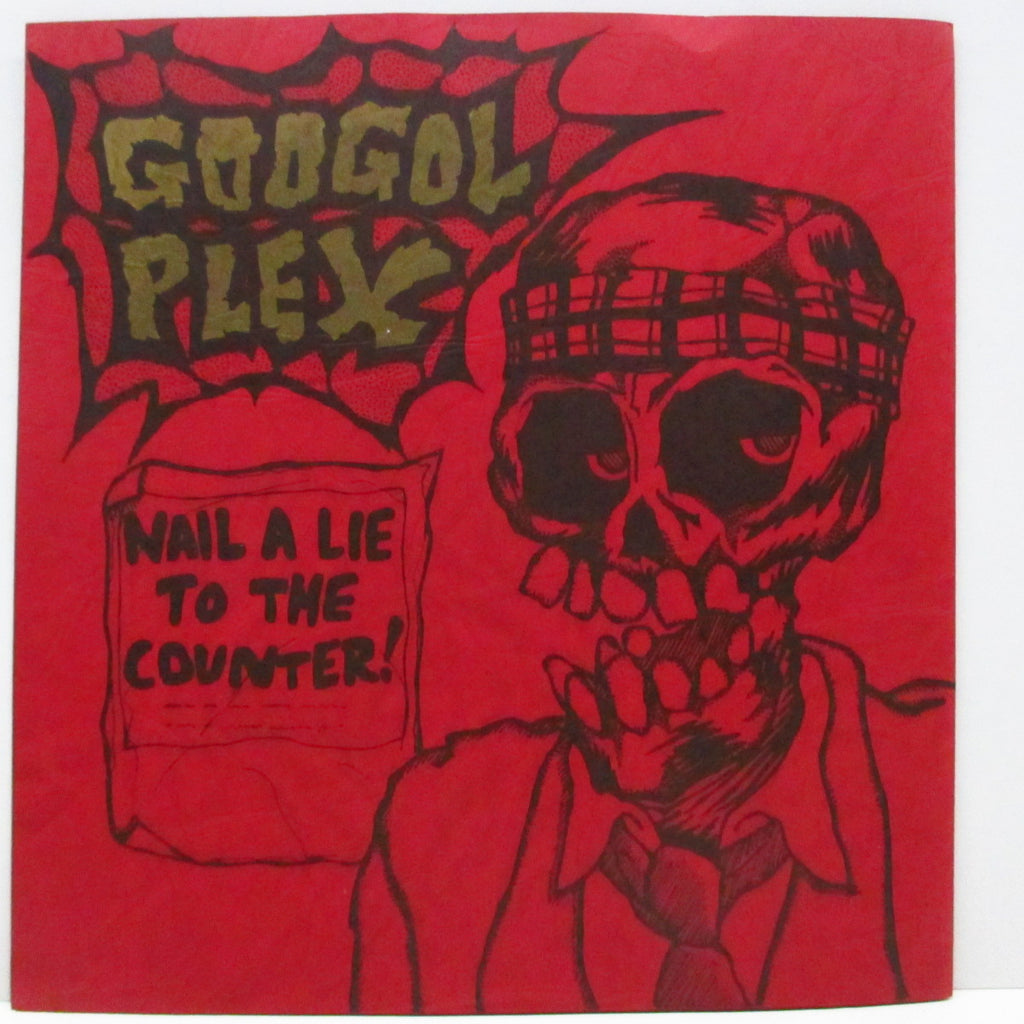 GOOGOL
PLEX
NAIL A LIE
TO THE
COUNTER!